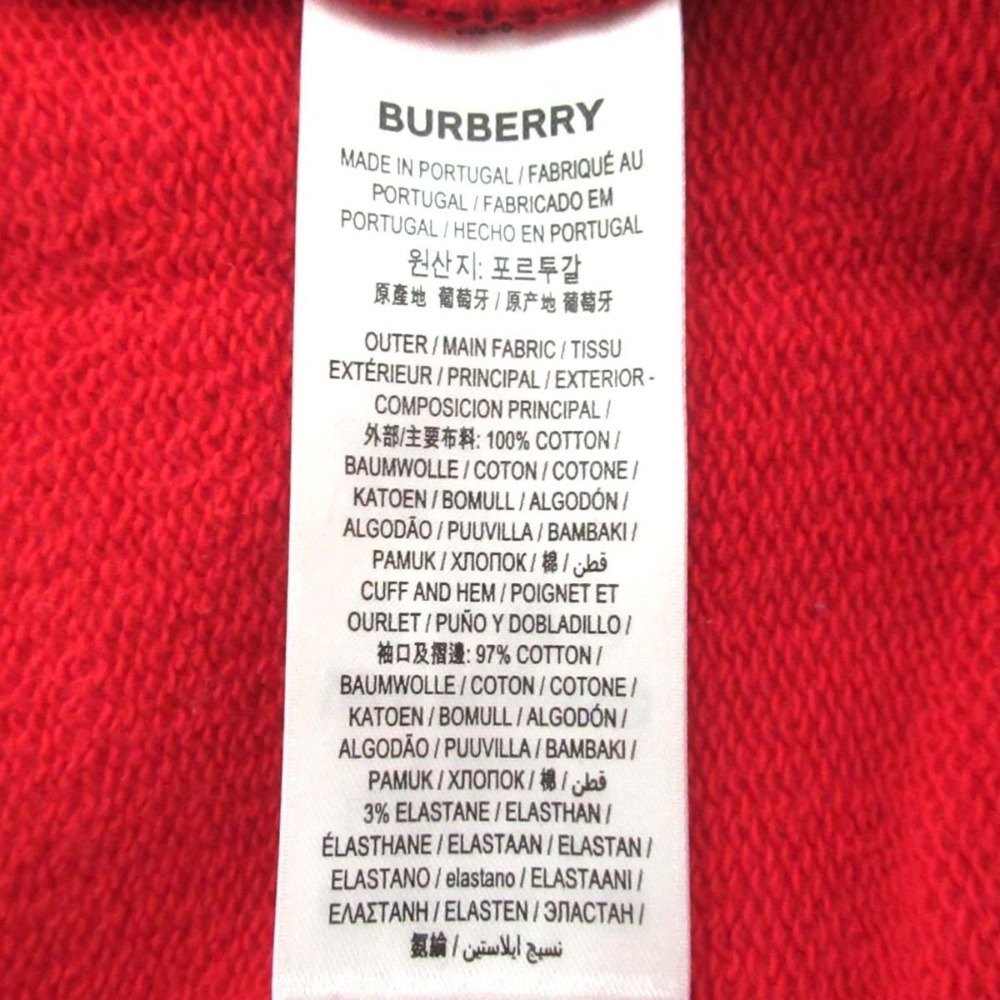 BURBERRY
MADE IN PORTUGAL / FABRIQUÉ AU
PORTUGAL / FABRICADO EM
PORTUGAL / HECHO EN PORTUGAL
원산지: 포르투갈
原產地 葡萄牙 / 原产地 葡萄牙
OUTER / MAIN FABRIC / TISSU
EXTÉRIEUR / PRINCIPAL / EXTERIOR -
COMPOSICION PRINCIPAL /
外部/主要布料: 100% COTTON /
BAUMWOLLE / COTON / COTONE /
KATOEN / BOMULL / ALGODÓN /
ALGODÃO / PUUVILLA / BAMBAKI /
PAMUK / ХЛОПОК / 棉 / قطن
CUFF AND HEM / POIGNET ET
OURLET / PUÑO Y DOBLADILLO /
袖口及摺邊: 97% COTTON /
BAUMWOLLE / COTON / COTONE /
KATOEN / BOMULL / ALGODÓN /
ALGODÃO / PUUVILLA / BAMBAKI /
PAMUK / ХЛОПОК / 棉 / قطن
3% ELASTANE / ELASTHAN /
ÉLASTHANE / ELASTAAN / ELASTAN /
ELASTANO / elastano / ELASTAANI /
ΕΛΑΣΤΑΝΗ / ELASTEN / ЭЛАСТАН /
氨綸 / نسيج ايلاستين